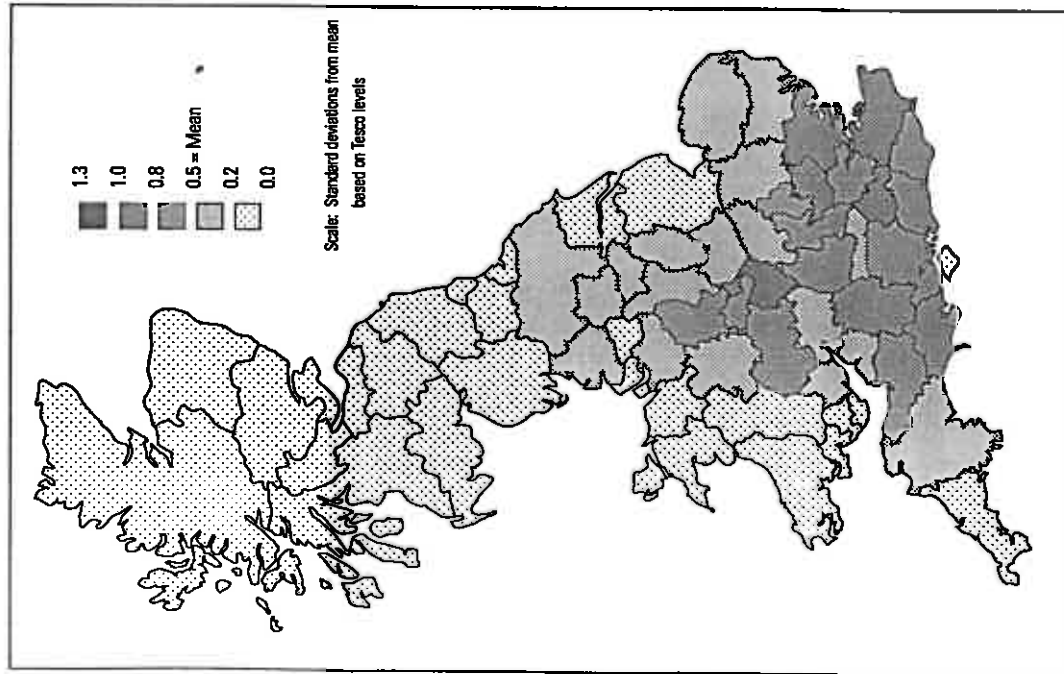 1.3
1.0
0.8
0.5 = Mean
0.2
0.0
Scale: Standard deviations from mean
based on Tesco levels